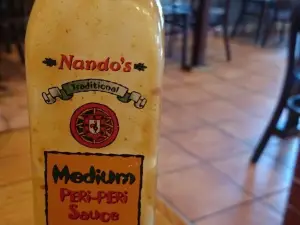 Nando's
Traditional
Medium
PERi-PERi
Sauce